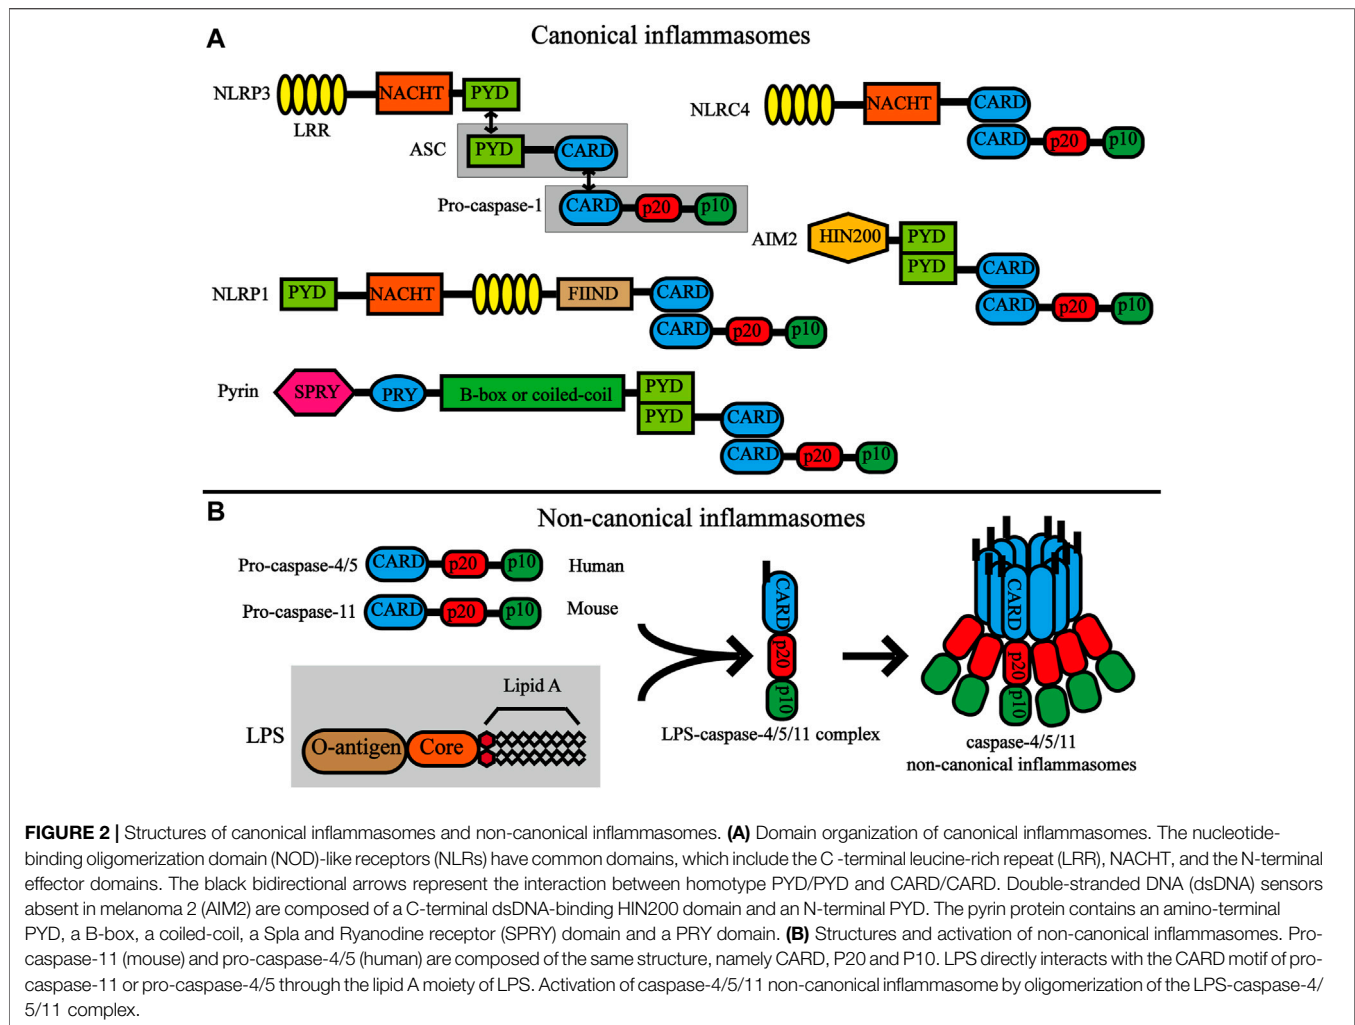 A
Canonical inflammasomes
NLRP3
NACHT
PYD
LRR
ASC
PYD
CARD
Pro-caspase-1
CARD
p20
p10
NLRC4
NACHT
CARD
CARD
p20
p10
AIM2
HIN200
PYD
PYD
CARD
CARD
p20
p10
NLRP1
PYD
NACHT
FIIND
CARD
CARD
p20
p10
Pyrin
SPRY
PRY
B-box or coiled-coil
PYD
PYD
CARD
CARD
p20
p10
B
Non-canonical inflammasomes
Pro-caspase-4/5
CARD
p20
p10
Human
Pro-caspase-11
CARD
p20
p10
Mouse
LPS
Lipid A
O-antigen
Core
CARD
p20
p10
LPS-caspase-4/5/11 complex
CARD
p20
p10
caspase-4/5/11
non-canonical inflammasomes
FIGURE 2 | Structures of canonical inflammasomes and non-canonical inflammasomes. (A) Domain organization of canonical inflammasomes. The nucleotide-
binding oligomerization domain (NOD)-like receptors (NLRs) have common domains, which include the C -terminal leucine-rich repeat (LRR), NACHT, and the N-terminal
effector domains. The black bidirectional arrows represent the interaction between homotype PYD/PYD and CARD/CARD. Double-stranded DNA (dsDNA) sensors
absent in melanoma 2 (AIM2) are composed of a C-terminal dsDNA-binding HIN200 domain and an N-terminal PYD. The pyrin protein contains an amino-terminal
PYD, a B-box, a coiled-coil, a Spla and Ryanodine receptor (SPRY) domain and a PRY domain. (B) Structures and activation of non-canonical inflammasomes. Pro-
caspase-11 (mouse) and pro-caspase-4/5 (human) are composed of the same structure, namely CARD, P20 and P10. LPS directly interacts with the CARD motif of pro-
caspase-11 or pro-caspase-4/5 through the lipid A moiety of LPS. Activation of caspase-4/5/11 non-canonical inflammasome by oligomerization of the LPS-caspase-4/
5/11 complex.